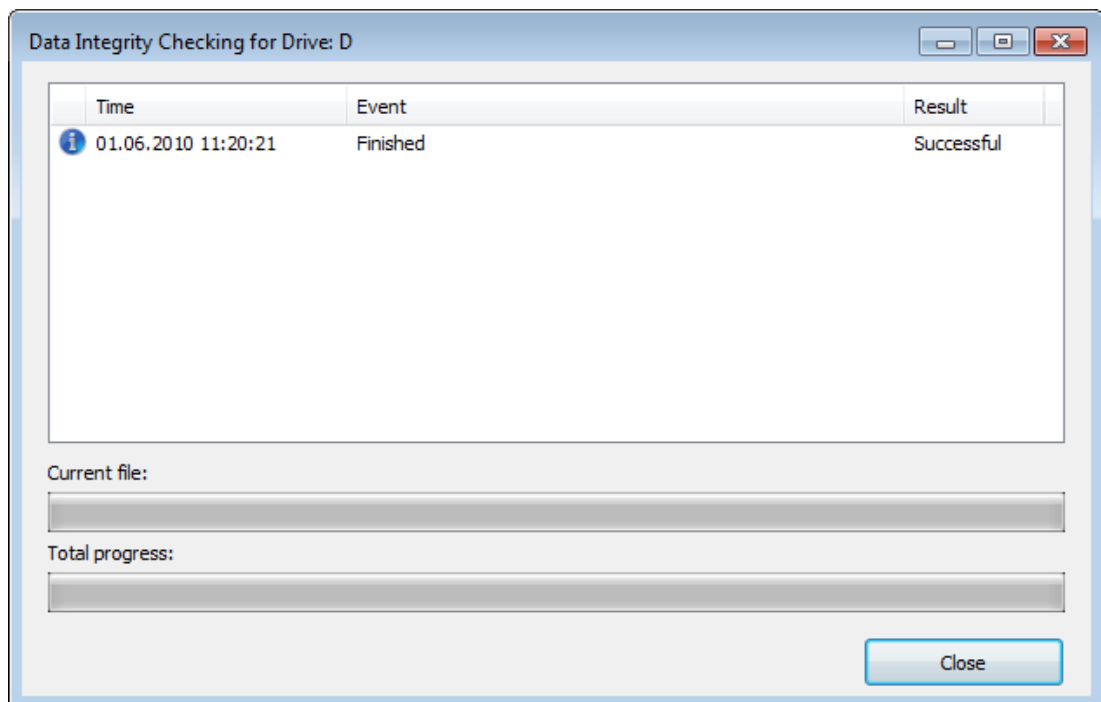 Data Integrity Checking for Drive: D
Time Event Result
01.06.2010 11:20:21 Finished Successful
Current file:
Total progress:
Close